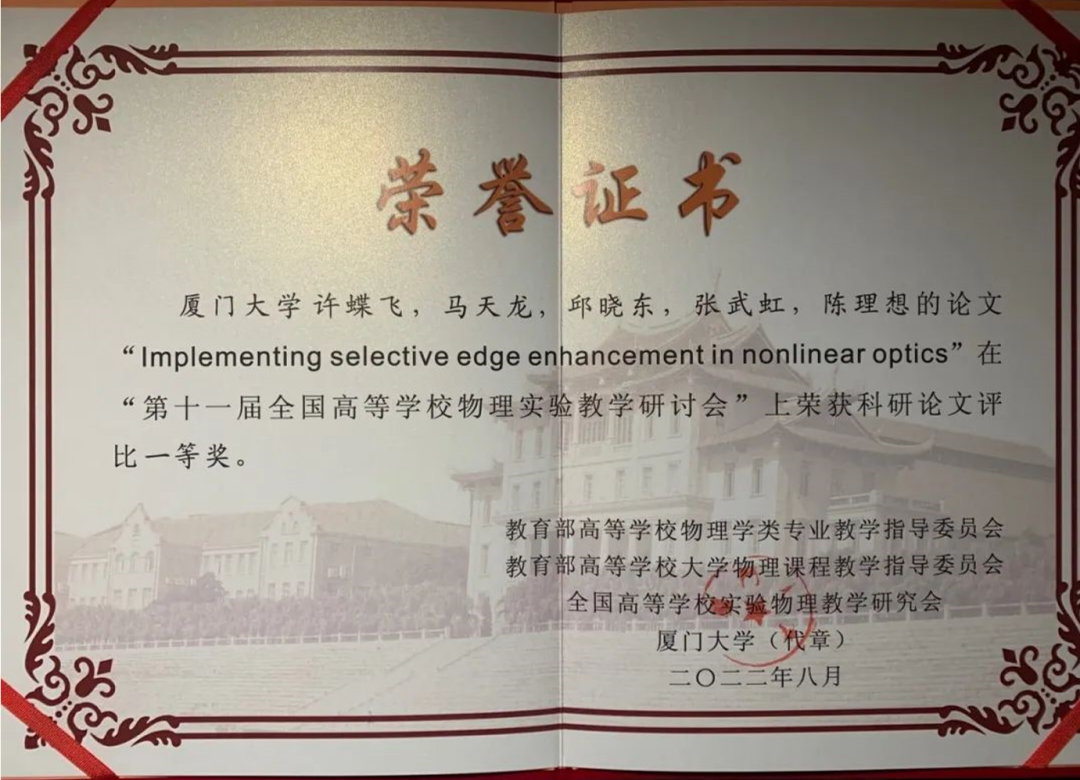 荣誉证书
厦门大学许蝶飞，马天龙，邱晓东，张武虹，陈理想的论文
“Implementing selective edge enhancement in nonlinear optics”在
“第十一届全国高等学校物理实验教学研讨会”上荣获科研论文评
比一等奖。
教育部高等学校物理学类专业教学指导委员会
教育部高等学校大学物理课程教学指导委员会
全国高等学校实验物理教学研究会
厦门大学（代章）
二〇二二年八月